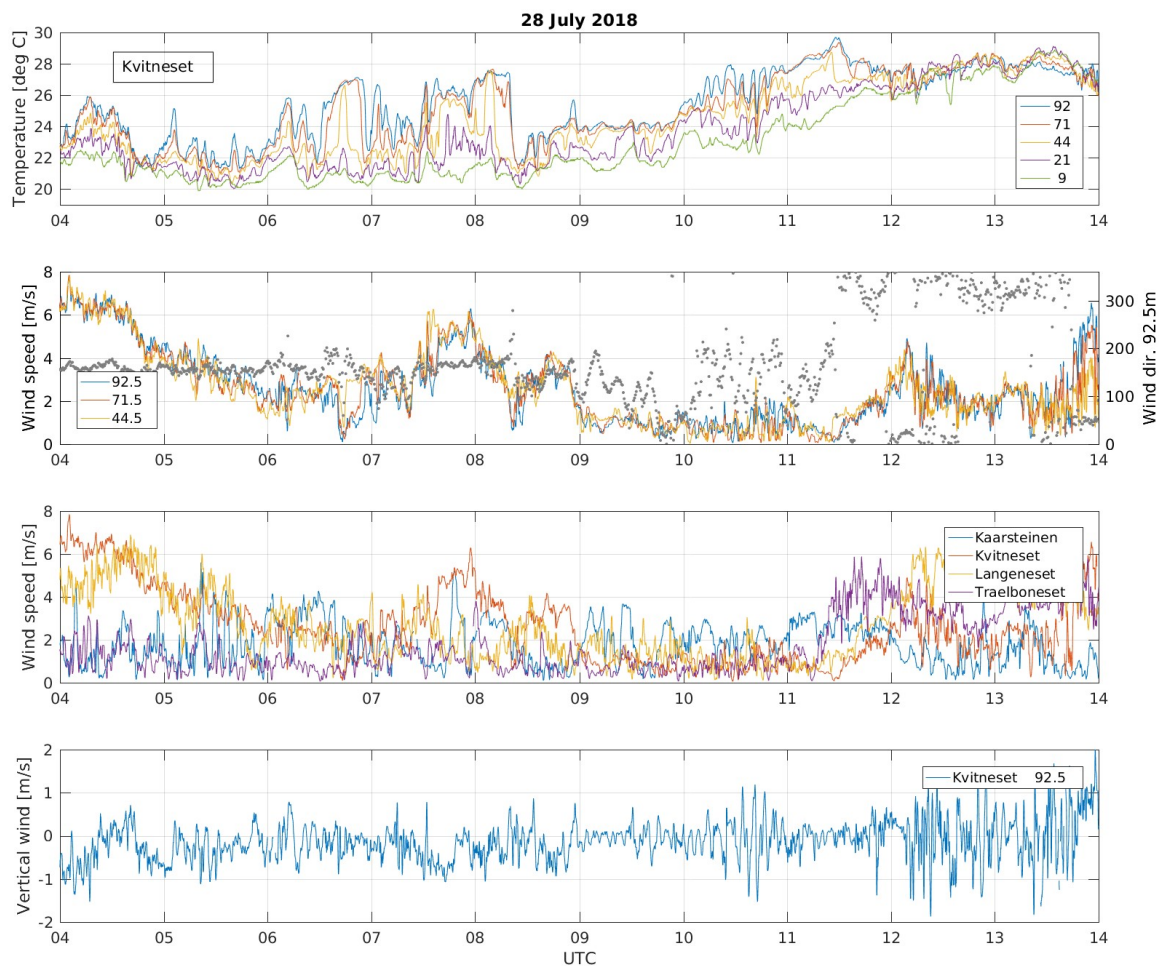 28 July 2018
Temperature [deg C]
30
28
26
24
22
20
Kvitneset
92
71
44
21
9
04 05 06 07 08 09 10 11 12 13 14
Wind speed [m/s]
8
6
4
2
0
92.5
71.5
44.5
300
200
100
0
Wind dir. 92.5m
04 05 06 07 08 09 10 11 12 13 14
Wind speed [m/s]
8
6
4
2
0
Kaarsteinen
Kvitneset
Langeneset
Traelboneset
04 05 06 07 08 09 10 11 12 13 14
Vertical wind [m/s]
2
1
0
-1
-2
Kvitneset 92.5
04 05 06 07 08 09 10 11 12 13 14
UTC